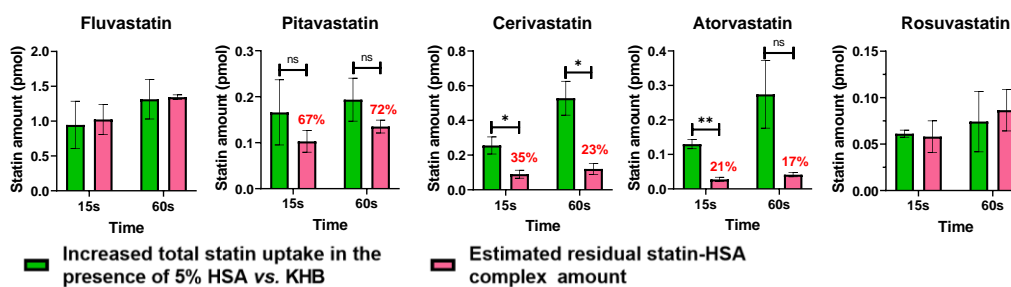 Fluvastatin
Statin amount (pmol)
2.0
1.5
1.0
0.5
0.0
15s 60s
Time
Pitavastatin
Statin amount (pmol)
0.3
0.2
0.1
0.0
ns
ns
67%
72%
15s 60s
Time
Cerivastatin
Statin amount (pmol)
0.8
0.6
0.4
0.2
0.0
*
*
35%
23%
15s 60s
Time
Atorvastatin
Statin amount (pmol)
0.4
0.3
0.2
0.1
0.0
**
ns
21%
17%
15s 60s
Time
Rosuvastatin
Statin amount (pmol)
0.15
0.10
0.05
0.00
15s 60s
Time
Increased total statin uptake in the
presence of 5% HSA vs. KHB
Estimated residual statin-HSA
complex amount